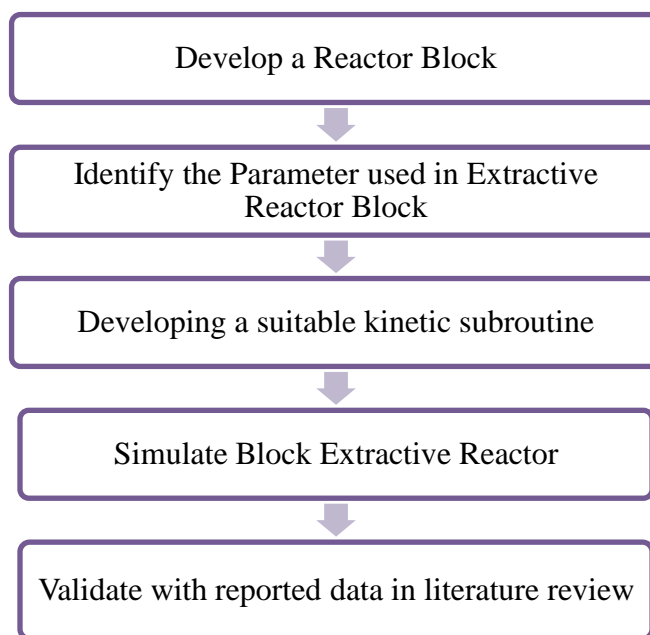 Develop a Reactor Block
Identify the Parameter used in Extractive
Reactor Block
Developing a suitable kinetic subroutine
Simulate Block Extractive Reactor
Validate with reported data in literature review